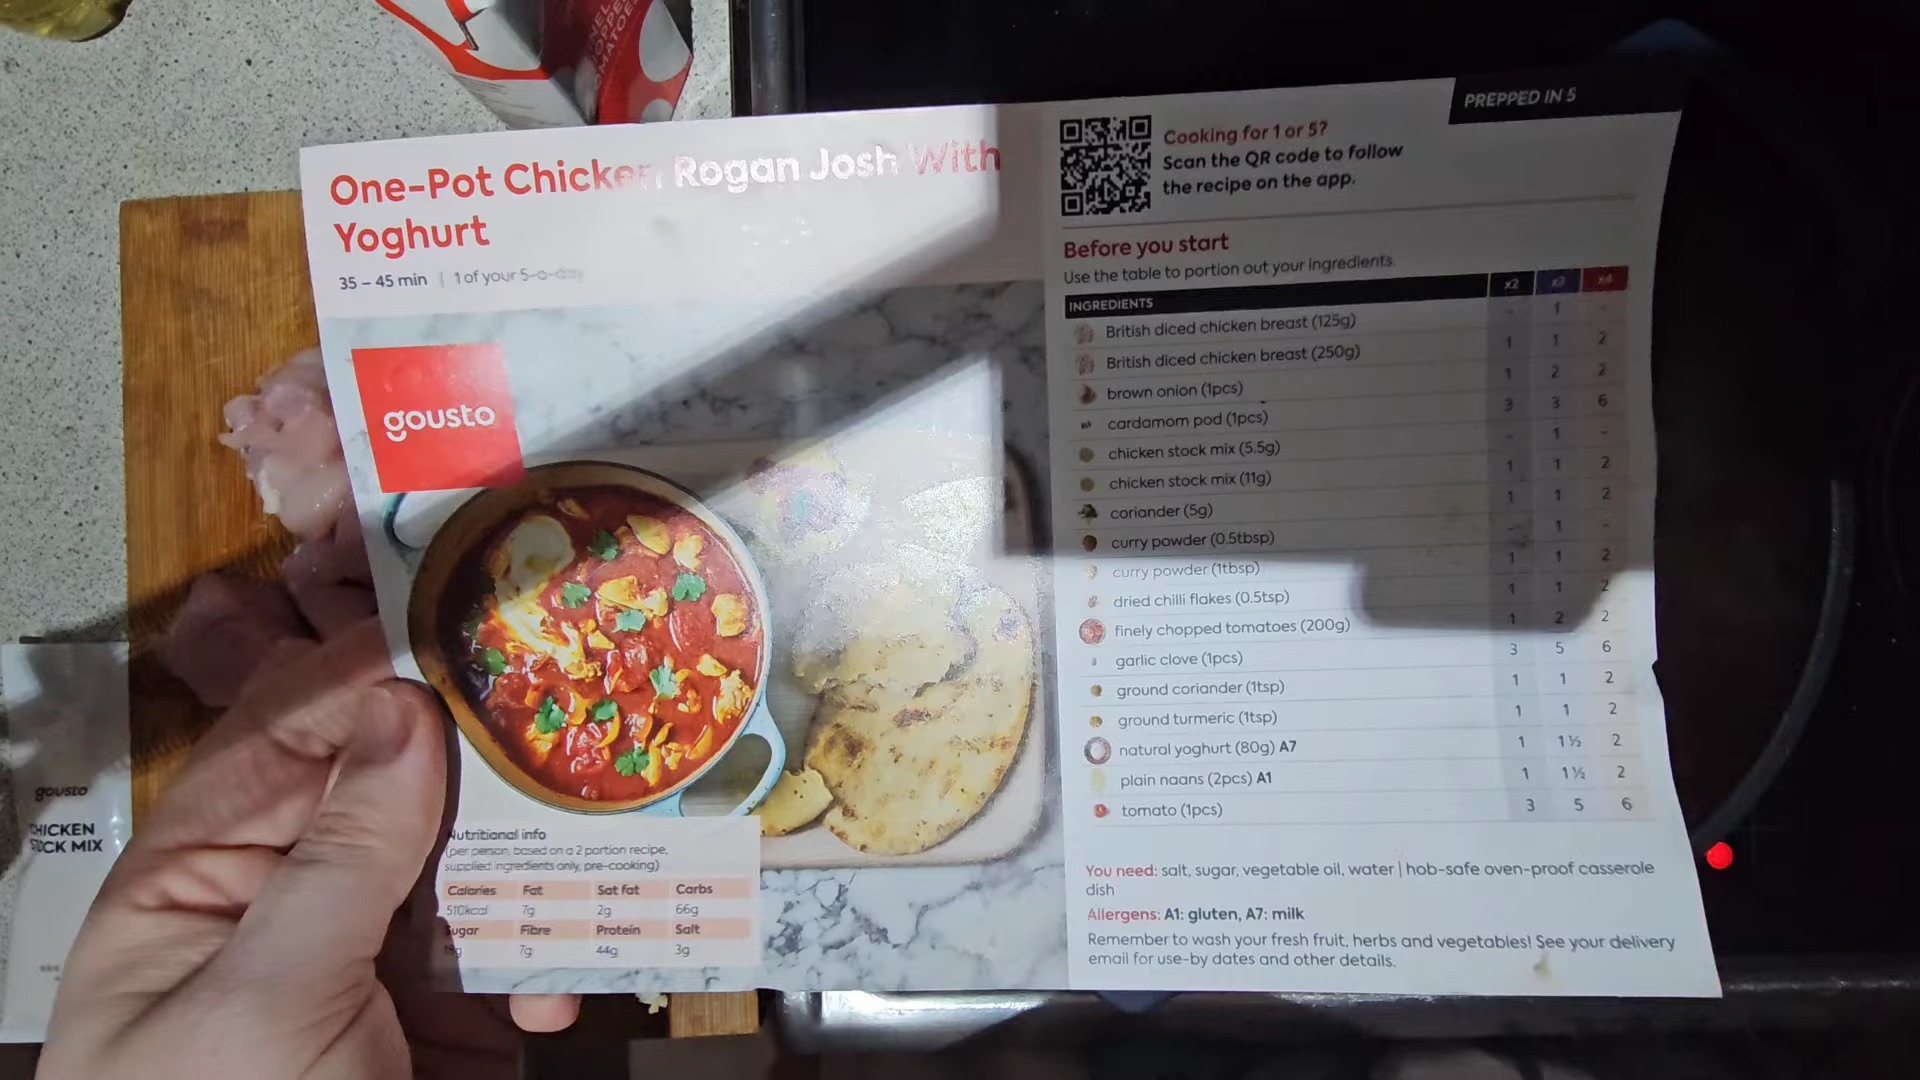 NEL
OPPE
MATOES
One-Pot Chicken Rogan Josh With
Yoghurt
35 – 45 min | 1 of your 5-a-day
gousto
Nutritional info
(per person, based on a 2 portion recipe,
supplied ingredients only, pre-cooking)
Calories Fat Sat fat Carbs
510kcal 7g 2g 66g
Sugar Fibre Protein Salt
7g 44g 3g
PREPPED IN 5
Cooking for 1 or 5?
Scan the QR code to follow
the recipe on the app.
Before you start
Use the table to portion out your ingredients.
INGREDIENTS x2 x3 x4
British diced chicken breast (125g) - 1 -
British diced chicken breast (250g) 1 1 2
brown onion (1pcs) 1 2 2
cardamom pod (1pcs) 3 3 6
chicken stock mix (5.5g) - 1 -
chicken stock mix (11g) 1 1 2
coriander (5g) 1 1 2
curry powder (0.5tbsp) - 1 -
curry powder (1tbsp) 1 1 2
dried chilli flakes (0.5tsp) 1 1 2
finely chopped tomatoes (200g) 1 2 2
garlic clove (1pcs) 3 5 6
ground coriander (1tsp) 1 1 2
ground turmeric (1tsp) 1 1 2
natural yoghurt (80g) A7 1 1½ 2
plain naans (2pcs) A1 1 1½ 2
tomato (1pcs) 3 5 6
You need: salt, sugar, vegetable oil, water | hob-safe oven-proof casserole
dish
Allergens: A1: gluten, A7: milk
Remember to wash your fresh fruit, herbs and vegetables! See your delivery
email for use-by dates and other details.
gousto
CHICKEN
STOCK MIX